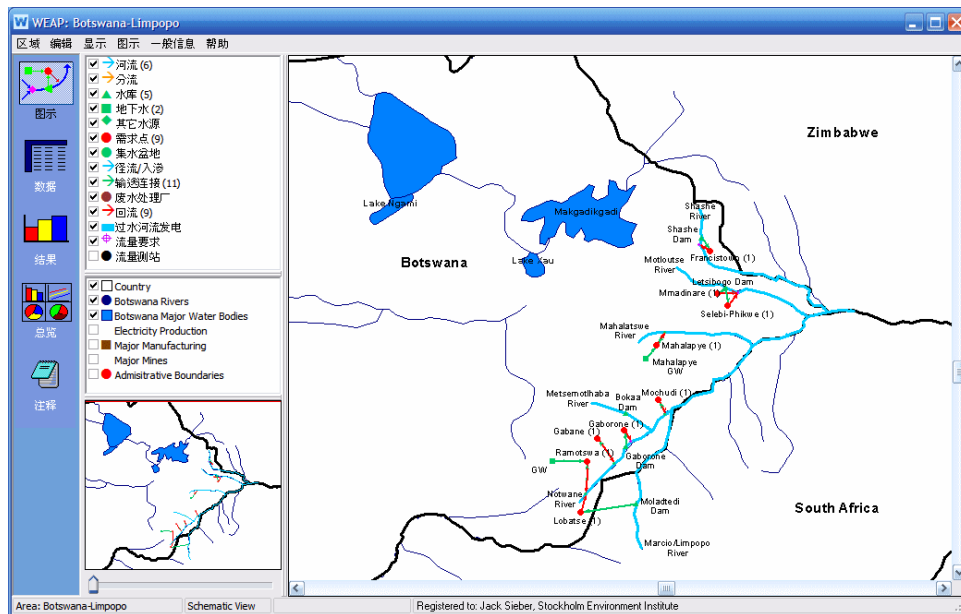 WEAP: Botswana-Limpopo
区域 编辑 显示 图示 一般信息 帮助
图示
数据
结果
总览
注释
河流 (6)
分流
水库 (5)
地下水 (2)
其它水源
需求点 (9)
集水盆地
径流/入渗
输送连接 (11)
废水处理厂
回流 (9)
过水河流发电
流量要求
流量测站
Country
Botswana Rivers
Botswana Major Water Bodies
Electricity Production
Major Manufacturing
Major Mines
Admisitrative Boundaries
Zimbabwe
Lake Ngami
Makgadikgadi
Shashe
River
Shashe
Dam
Botswana
Lake Xau
Francistown (1)
Motloutse
River
Letsibogo Dam
Mmadinare (1)
Selebi-Phikwe (1)
Mahalatswe
River
Mahalapye (1)
Mahalapye
GW
Metsemotlhaba
River
Bokaa
Dam
Mochudi (1)
Gabane (1)
Gaborone (1)
Ramotswa (1)
Gaborone
Dam
GW
Notwane
River
Lobatse (1)
Moladtedi
Dam
South Africa
Marcio/Limpopo
River
Area: Botswana-Limpopo
Schematic View
Registered to: Jack Sieber, Stockholm Environment Institute